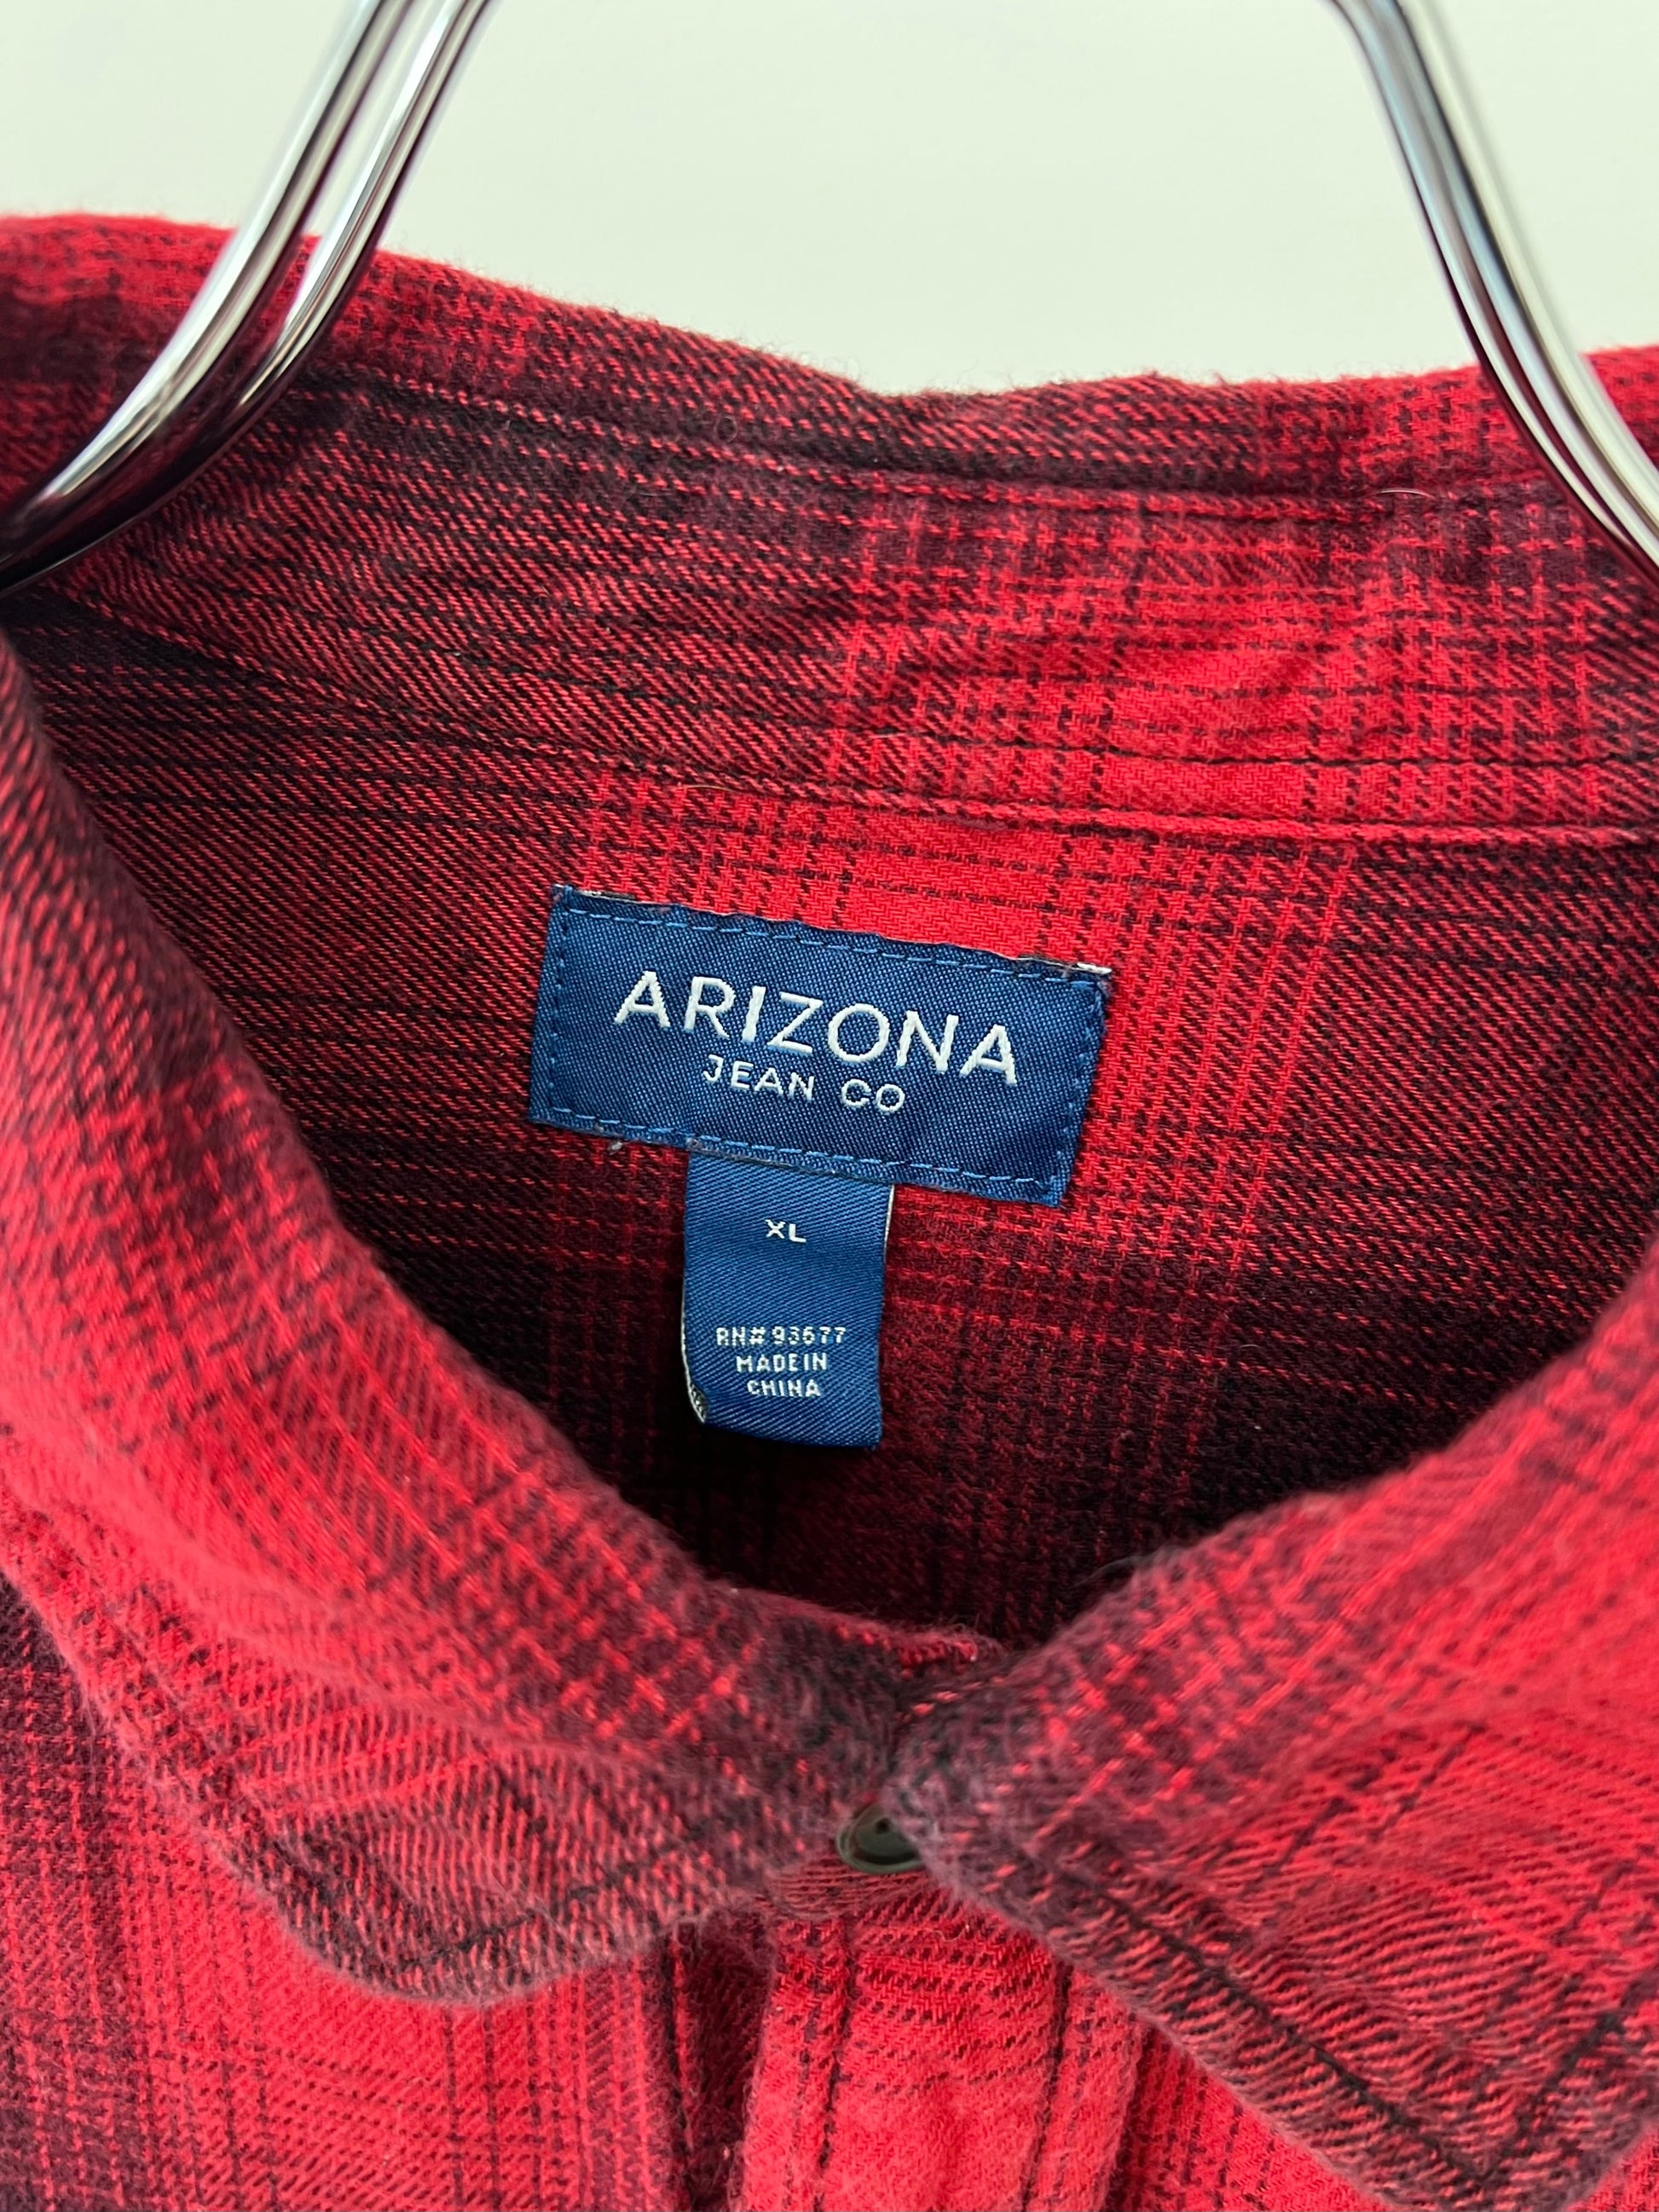 ARIZONA
JEAN CO
XL
RN# 93677
MADE IN
CHINA